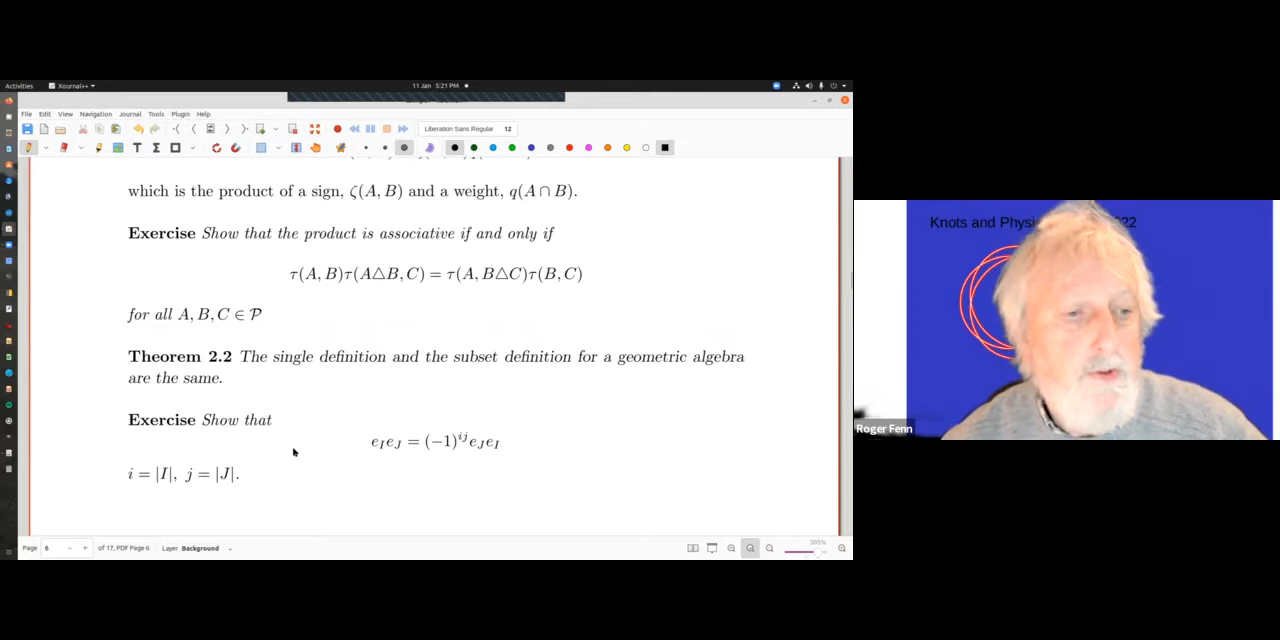 Activities
Xournal++
11 Jan 5:21 PM
File Edit View Navigation Journal Tools Plugin Help
Liberation Sans Regular 12
which is the product of a sign, ζ(A, B) and a weight, q(A ∩ B).
Exercise Show that the product is associative if and only if
τ(A, B)τ(A△B, C) = τ(A, B△C)τ(B, C)
for all A, B, C ∈ 𝒫
Theorem 2.2 The single definition and the subset definition for a geometric algebra
are the same.
Exercise Show that
e_I e_J = (−1)^{ij} e_J e_I
i = |I|, j = |J|.
Page 6 − + of 17, PDF Page 6 Layer Background
305%
Knots and
Roger Fenn